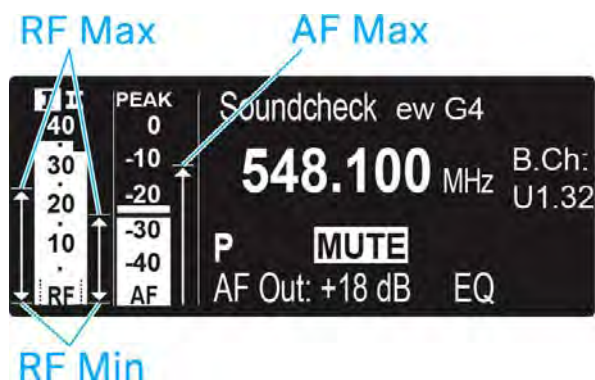 RF Max
AF Max
I II
40
30
20
10
RF
PEAK
0
-10
-20
-30
-40
AF
Soundcheck ew G4
548.100 MHz
B.Ch:
U1.32
P MUTE
AF Out: +18 dB EQ
RF Min